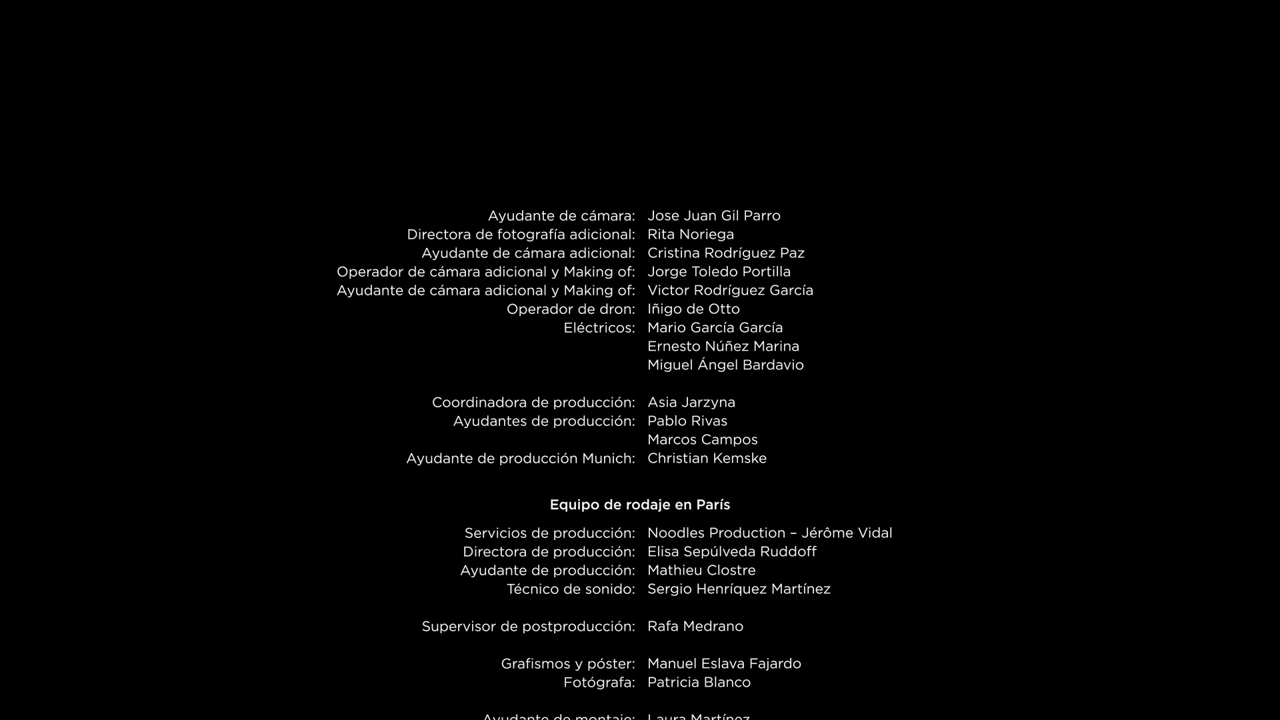 Ayudante de cámara: Jose Juan Gil Parro
Directora de fotografía adicional: Rita Noriega
Ayudante de cámara adicional: Cristina Rodríguez Paz
Operador de cámara adicional y Making of: Jorge Toledo Portilla
Ayudante de cámara adicional y Making of: Victor Rodríguez García
Operador de dron: Iñigo de Otto
Eléctricos: Mario García García
Ernesto Núñez Marina
Miguel Ángel Bardavio
Coordinadora de producción: Asia Jarzyna
Ayudantes de producción: Pablo Rivas
Marcos Campos
Ayudante de producción Munich: Christian Kemske
Equipo de rodaje en París
Servicios de producción: Noodles Production – Jérôme Vidal
Directora de producción: Elisa Sepúlveda Ruddoff
Ayudante de producción: Mathieu Clostre
Técnico de sonido: Sergio Henríquez Martínez
Supervisor de postproducción: Rafa Medrano
Grafismos y póster: Manuel Eslava Fajardo
Fotógrafa: Patricia Blanco
Ayudante de montaje: Laura Martínez